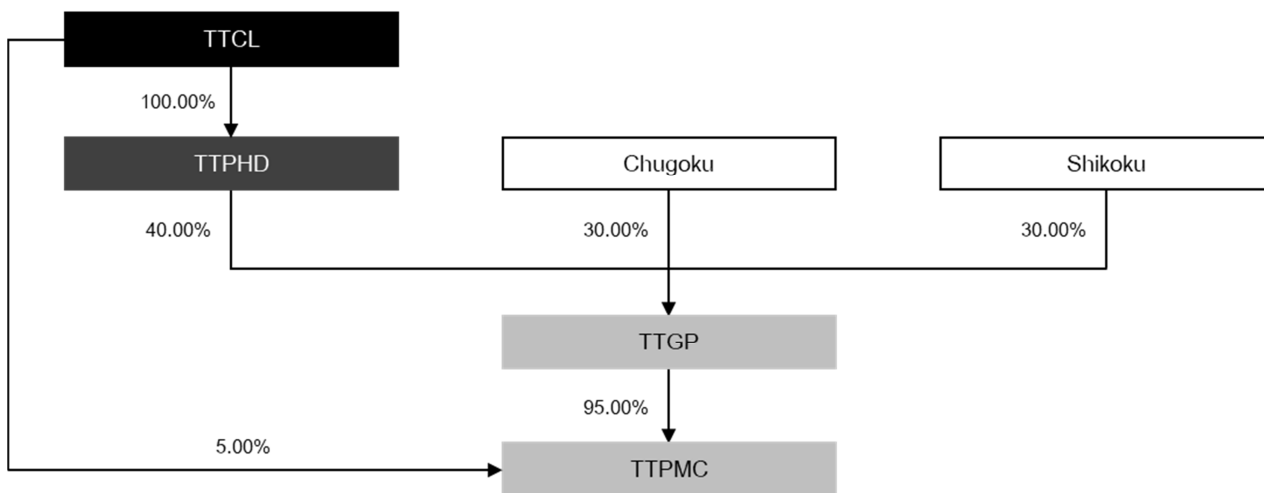 TTCL
100.00%
TTPHD
Chugoku
Shikoku
40.00%
30.00%
30.00%
TTGP
95.00%
5.00%
TTPMC